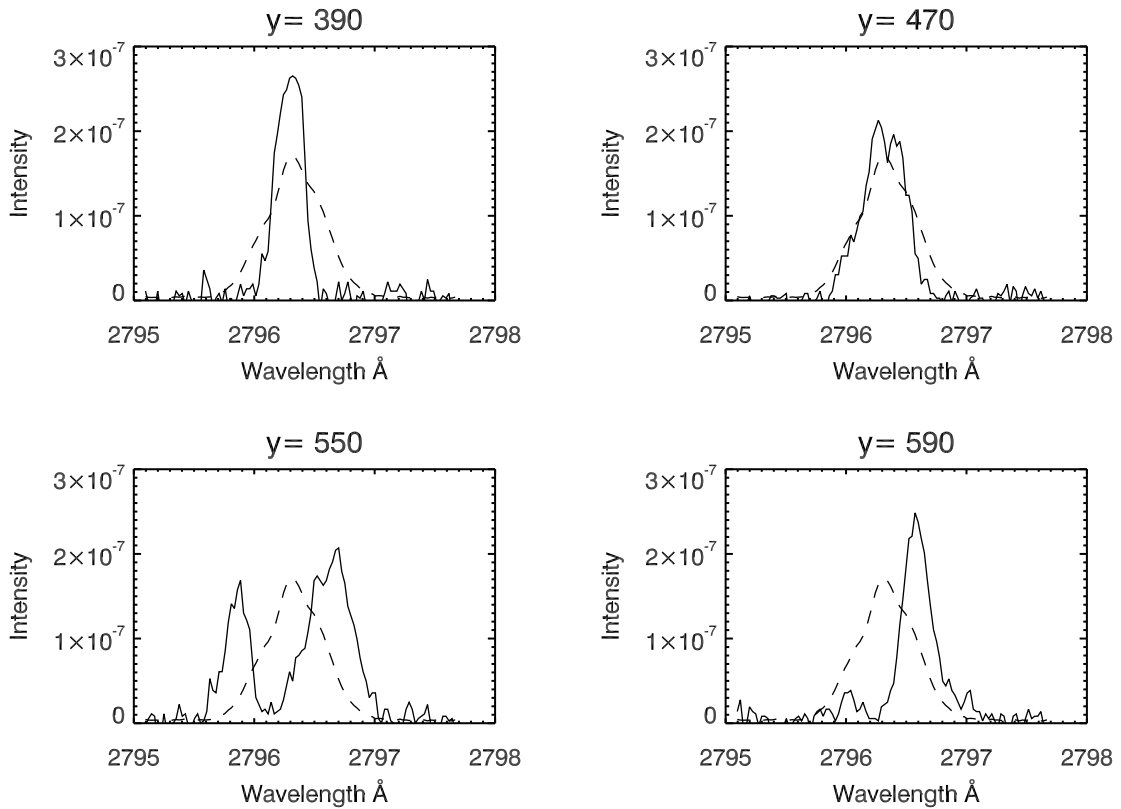 y= 390
3×10⁻⁷
2×10⁻⁷
1×10⁻⁷
0
Intensity
2795 2796 2797 2798
Wavelength Å
y= 470
3×10⁻⁷
2×10⁻⁷
1×10⁻⁷
0
Intensity
2795 2796 2797 2798
Wavelength Å
y= 550
3×10⁻⁷
2×10⁻⁷
1×10⁻⁷
0
Intensity
2795 2796 2797 2798
Wavelength Å
y= 590
3×10⁻⁷
2×10⁻⁷
1×10⁻⁷
0
Intensity
2795 2796 2797 2798
Wavelength Å